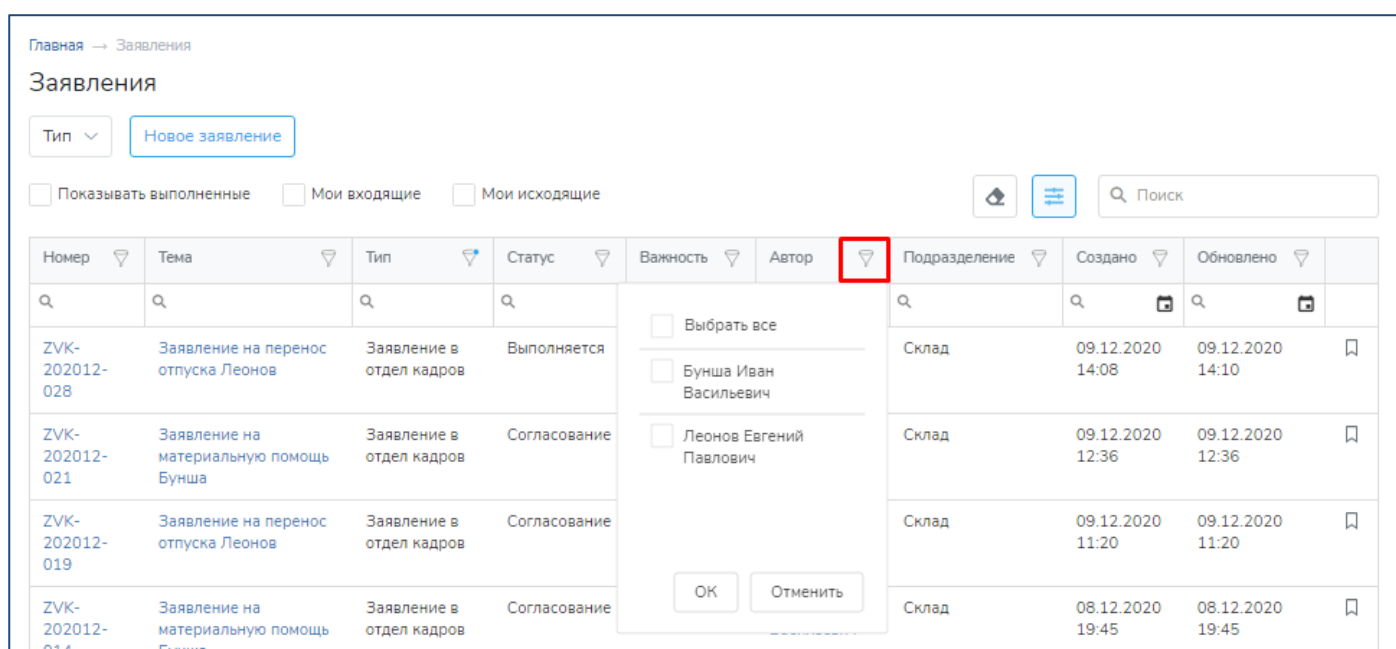 Главная → Заявления
Заявления
Тип Новое заявление
Показывать выполненные Мои входящие Мои исходящие Поиск
Номер Тема Тип Статус Важность Автор Подразделение Создано Обновлено
Выбрать все
Бунша Иван
Васильевич
Леонов Евгений
Павлович
ОК Отменить
ZVK- Заявление на перенос Заявление в Выполняется Склад 09.12.2020 09.12.2020
202012- отпуска Леонов отдел кадров 14:08 14:10
028
ZVK- Заявление на Заявление в Согласование Склад 09.12.2020 09.12.2020
202012- материальную помощь отдел кадров 12:36 12:36
021 Бунша
ZVK- Заявление на перенос Заявление в Согласование Склад 09.12.2020 09.12.2020
202012- отпуска Леонов отдел кадров 11:20 11:20
019
ZVK- Заявление на Заявление в Согласование Склад 08.12.2020 08.12.2020
202012- материальную помощь отдел кадров 19:45 19:45